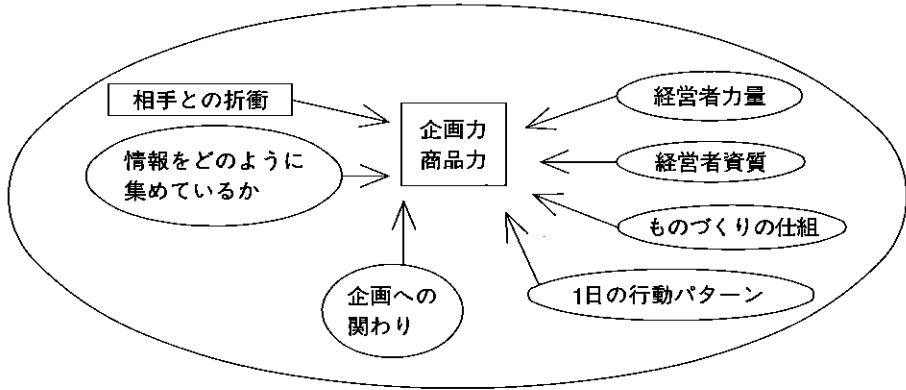 相手との折衝
情報をどのように
集めているか
企画力
商品力
経営者力量
経営者資質
ものづくりの仕組
1日の行動パターン
企画への
関わり